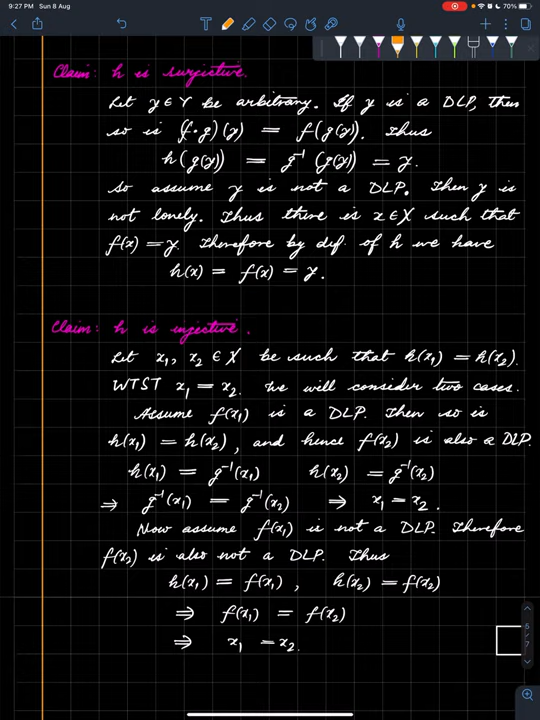 9:27 PM Sun 8 Aug
70%
Claim: h is surjective.
Let y ∈ Y be arbitrary. If y is a DLP, then
so is (f∘g)(y) = f(g(y)). Thus
h(g(y)) = g⁻¹(g(y)) = y.
So assume y is not a DLP. Then y is
not lonely. Thus there is x ∈ X such that
f(x) = y. Therefore by def. of h we have
h(x) = f(x) = y.
Claim: h is injective.
Let x₁, x₂ ∈ X be such that h(x₁) = h(x₂).
WTST x₁ = x₂. We will consider two cases.
Assume f(x₁) is a DLP. Then so is
h(x₁) = h(x₂), and hence f(x₂) is also a DLP.
h(x₁) = g⁻¹(x₁) h(x₂) = g⁻¹(x₂)
⇒ g⁻¹(x₁) = g⁻¹(x₂) ⇒ x₁ = x₂.
Now assume f(x₁) is not a DLP. Therefore
f(x₂) is also not a DLP. Thus
h(x₁) = f(x₁), h(x₂) = f(x₂)
⇒ f(x₁) = f(x₂)
⇒ x₁ = x₂.
5
/
7